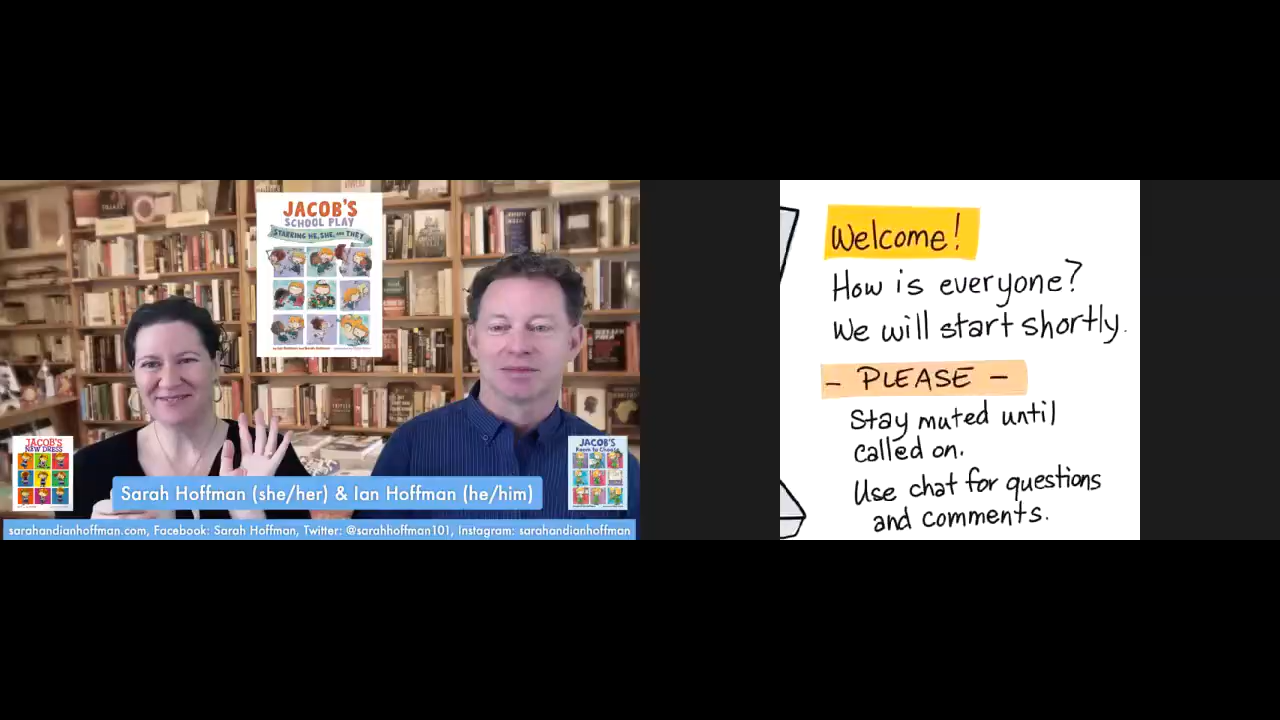 JACOB'S
SCHOOL PLAY
STARRING HE, SHE, AND THEY
JACOB'S
NEW DRESS
JACOB'S
Room to Choose
Sarah Hoffman (she/her) & Ian Hoffman (he/him)
sarahandianhoffman.com, Facebook: Sarah Hoffman, Twitter: @sarahhoffman101, Instagram: sarahandianhoffman
Welcome!
How is everyone?
We will start shortly.
- PLEASE -
Stay muted until
called on.
Use chat for questions
and comments.